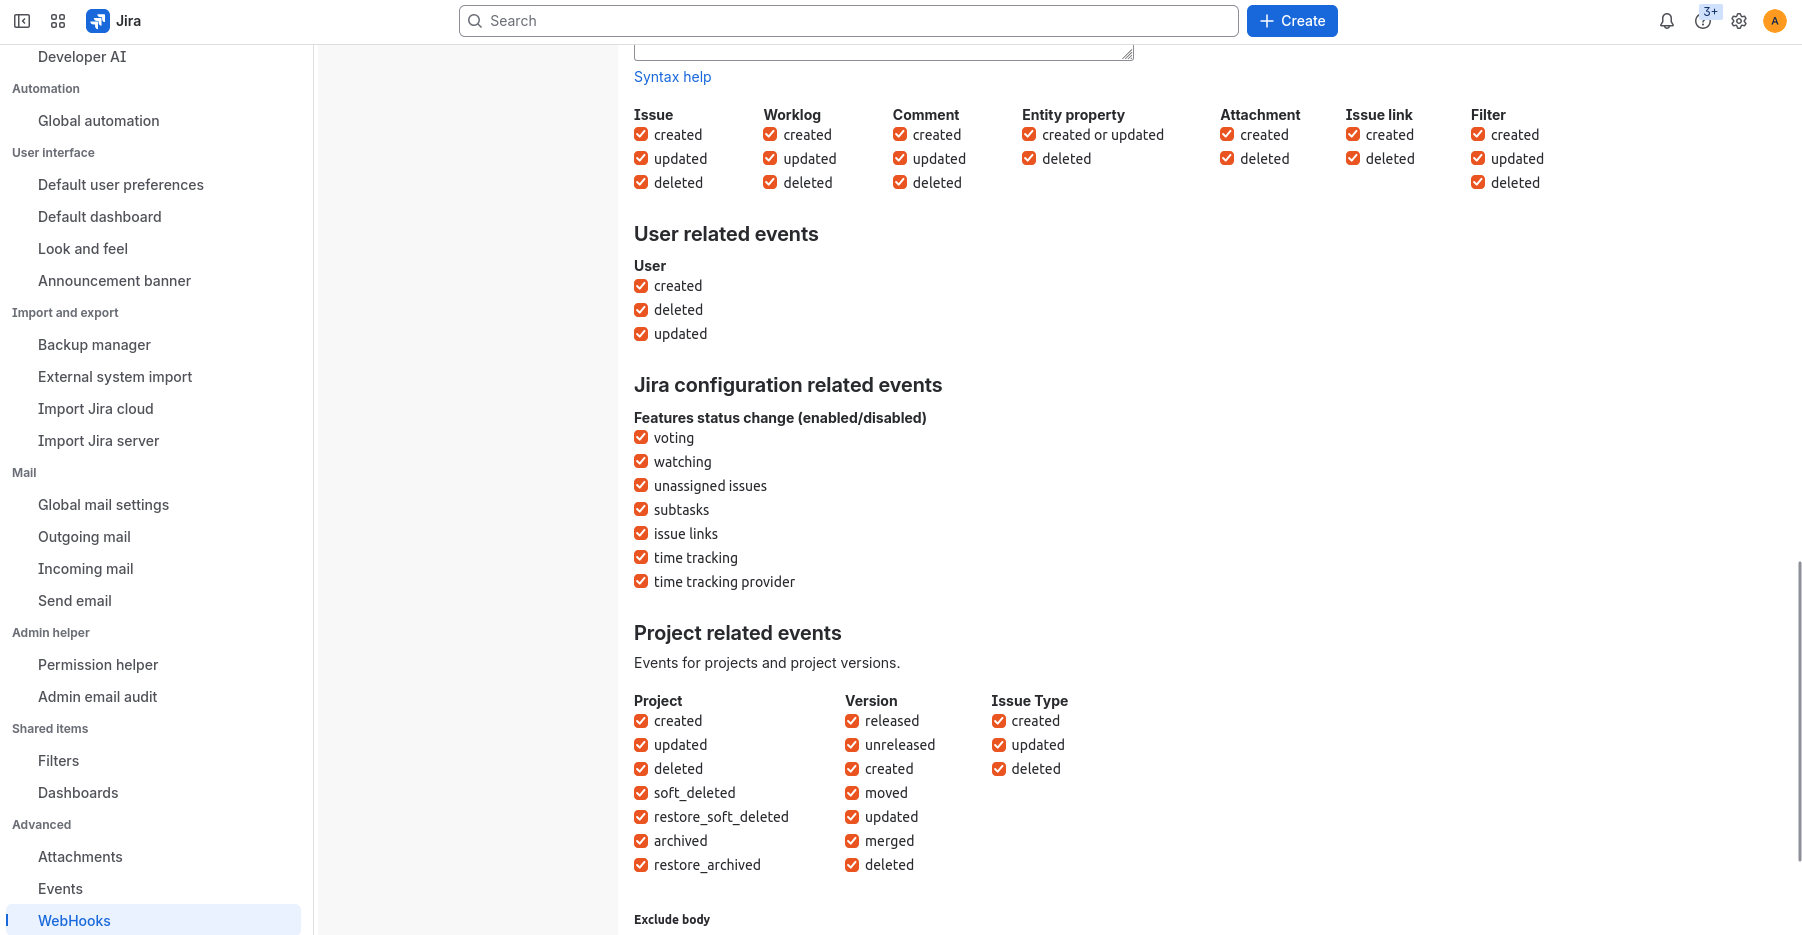 Jira
Search
Create
3+
A
Developer AI
Automation
Global automation
User interface
Default user preferences
Default dashboard
Look and feel
Announcement banner
Import and export
Backup manager
External system import
Import Jira cloud
Import Jira server
Mail
Global mail settings
Outgoing mail
Incoming mail
Send email
Admin helper
Permission helper
Admin email audit
Shared items
Filters
Dashboards
Advanced
Attachments
Events
WebHooks
Syntax help
Issue Worklog Comment Entity property Attachment Issue link Filter
created created created created or updated created created created
updated updated updated deleted deleted deleted updated
deleted deleted deleted deleted
User related events
User
created
deleted
updated
Jira configuration related events
Features status change (enabled/disabled)
voting
watching
unassigned issues
subtasks
issue links
time tracking
time tracking provider
Project related events
Events for projects and project versions.
Project Version Issue Type
created released created
updated unreleased updated
deleted created deleted
soft_deleted moved
restore_soft_deleted updated
archived merged
restore_archived deleted
Exclude body